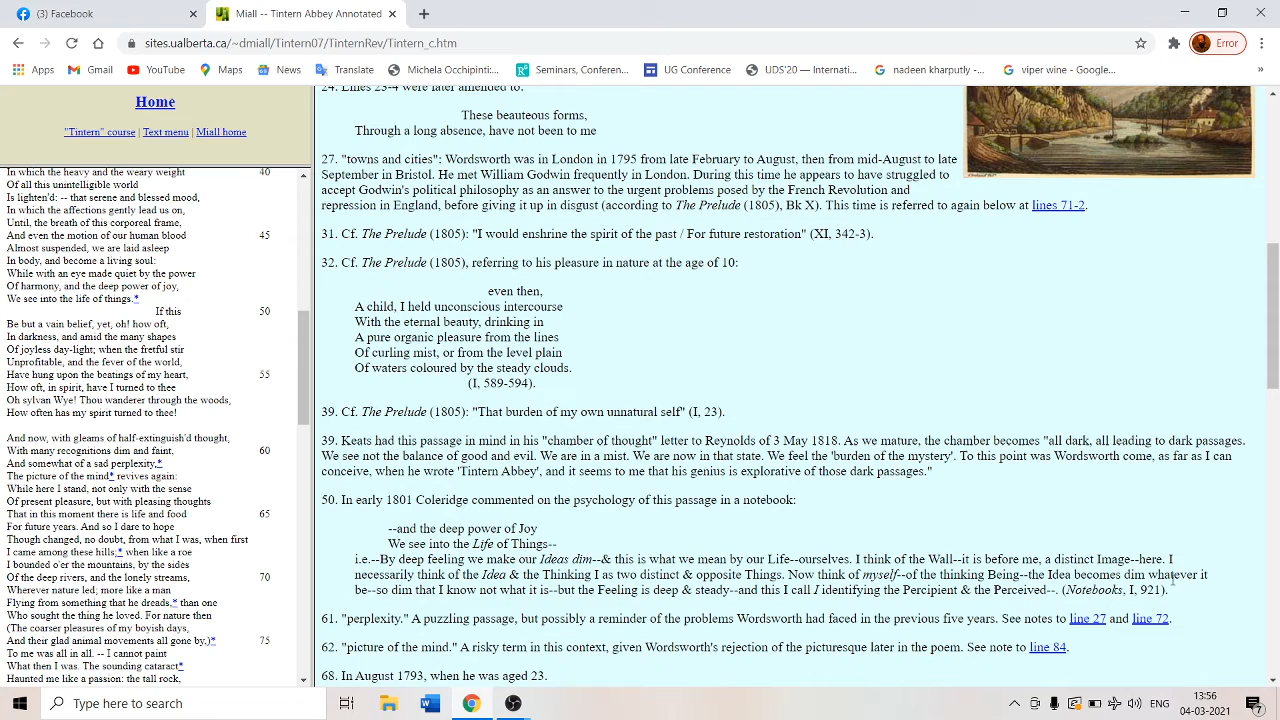 (3) Facebook
Miall -- Tintern Abbey Annotated
sites.ualberta.ca/~dmiall/Tintern07/TinternRev/Tintern_c.htm
Error
Apps
Gmail
YouTube
Maps
News
Translate
Michela Occhipinti...
Seminars, Conferen...
UG Conference
UDS'20 — Internati...
nadeen kharputly -...
viper wine - Google...
»
Home
"Tintern" course | Text menu | Miall home
In which the heavy and the weary weight 40
Of all this unintelligible world
Is lighten'd: -- that serene and blessed mood,
In which the affections gently lead us on,
Until, the breath of this corporeal frame,
And even the motion of our human blood 45
Almost suspended, we are laid asleep
In body, and become a living soul:
While with an eye made quiet by the power
Of harmony, and the deep power of joy,
We see into the life of things.*
If this 50
Be but a vain belief, yet, oh! how oft,
In darkness, and amid the many shapes
Of joyless day-light; when the fretful stir
Unprofitable, and the fever of the world,
Have hung upon the beatings of my heart, 55
How oft, in spirit, have I turned to thee
Oh sylvan Wye! Thou wanderer through the woods,
How often has my spirit turned to thee!
And now, with gleams of half-extinguish'd thought,
With many recognitions dim and faint, 60
And somewhat of a sad perplexity,*
The picture of the mind* revives again:
While here I stand, not only with the sense
Of present pleasure, but with pleasing thoughts
That in this moment there is life and food 65
For future years. And so I dare to hope
Though changed, no doubt, from what I was, when first
I came among these hills;* when like a roe
I bounded o'er the mountains, by the sides
Of the deep rivers, and the lonely streams, 70
Wherever nature led; more like a man
Flying from something that he dreads,* than one
Who sought the thing he loved. For nature then
(The coarser pleasures of my boyish days,
And their glad animal movements all gone by,)* 75
To me was all in all. -- I cannot paint
What then I was. The sounding cataract*
Haunted me like a passion: the tall rock,
24. Lines 23-4 were later amended to:
These beauteous forms,
Through a long absence, have not been to me
27. "towns and cities": Wordsworth was in London in 1795 from late February to August, then from mid-August to late
September in Bristol. He met William Godwin frequently in London. During this time he appears to have struggled to
accept Godwin's political philosophy as an answer to the urgent problems posed by the French Revolution and
repression in England, before giving it up in disgust (according to The Prelude (1805), Bk X). This time is referred to again below at lines 71-2.
31. Cf. The Prelude (1805): "I would enshrine the spirit of the past / For future restoration" (XI, 342-3).
32. Cf. The Prelude (1805), referring to his pleasure in nature at the age of 10:
even then,
A child, I held unconscious intercourse
With the eternal beauty, drinking in
A pure organic pleasure from the lines
Of curling mist, or from the level plain
Of waters coloured by the steady clouds.
(I, 589-594).
39. Cf. The Prelude (1805): "That burden of my own unnatural self" (I, 23).
39. Keats had this passage in mind in his "chamber of thought" letter to Reynolds of 3 May 1818. As we mature, the chamber becomes "all dark, all leading to dark passages.
We see not the balance of good and evil. We are in a mist. We are now in that state. We feel the 'burden of the mystery'. To this point was Wordsworth come, as far as I can
conceive, when he wrote 'Tintern Abbey', and it seems to me that his genius is explorative of those dark passages."
50. In early 1801 Coleridge commented on the psychology of this passage in a notebook:
--and the deep power of Joy
We see into the Life of Things--
i.e.--By deep feeling we make our Ideas dim--& this is what we mean by our Life--ourselves. I think of the Wall--it is before me, a distinct Image--here. I
necessarily think of the Idea & the Thinking I as two distinct & opposite Things. Now think of myself--of the thinking Being--the Idea becomes dim whatever it
be--so dim that I know not what it is--but the Feeling is deep & steady--and this I call I identifying the Percipient & the Perceived--. (Notebooks, I, 921).
61. "perplexity." A puzzling passage, but possibly a reminder of the problems Wordsworth had faced in the previous five years. See notes to line 27 and line 72.
62. "picture of the mind." A risky term in this context, given Wordsworth's rejection of the picturesque later in the poem. See note to line 84.
68. In August 1793, when he was aged 23.
Type here to search
ENG
13:56
04-03-2021
7